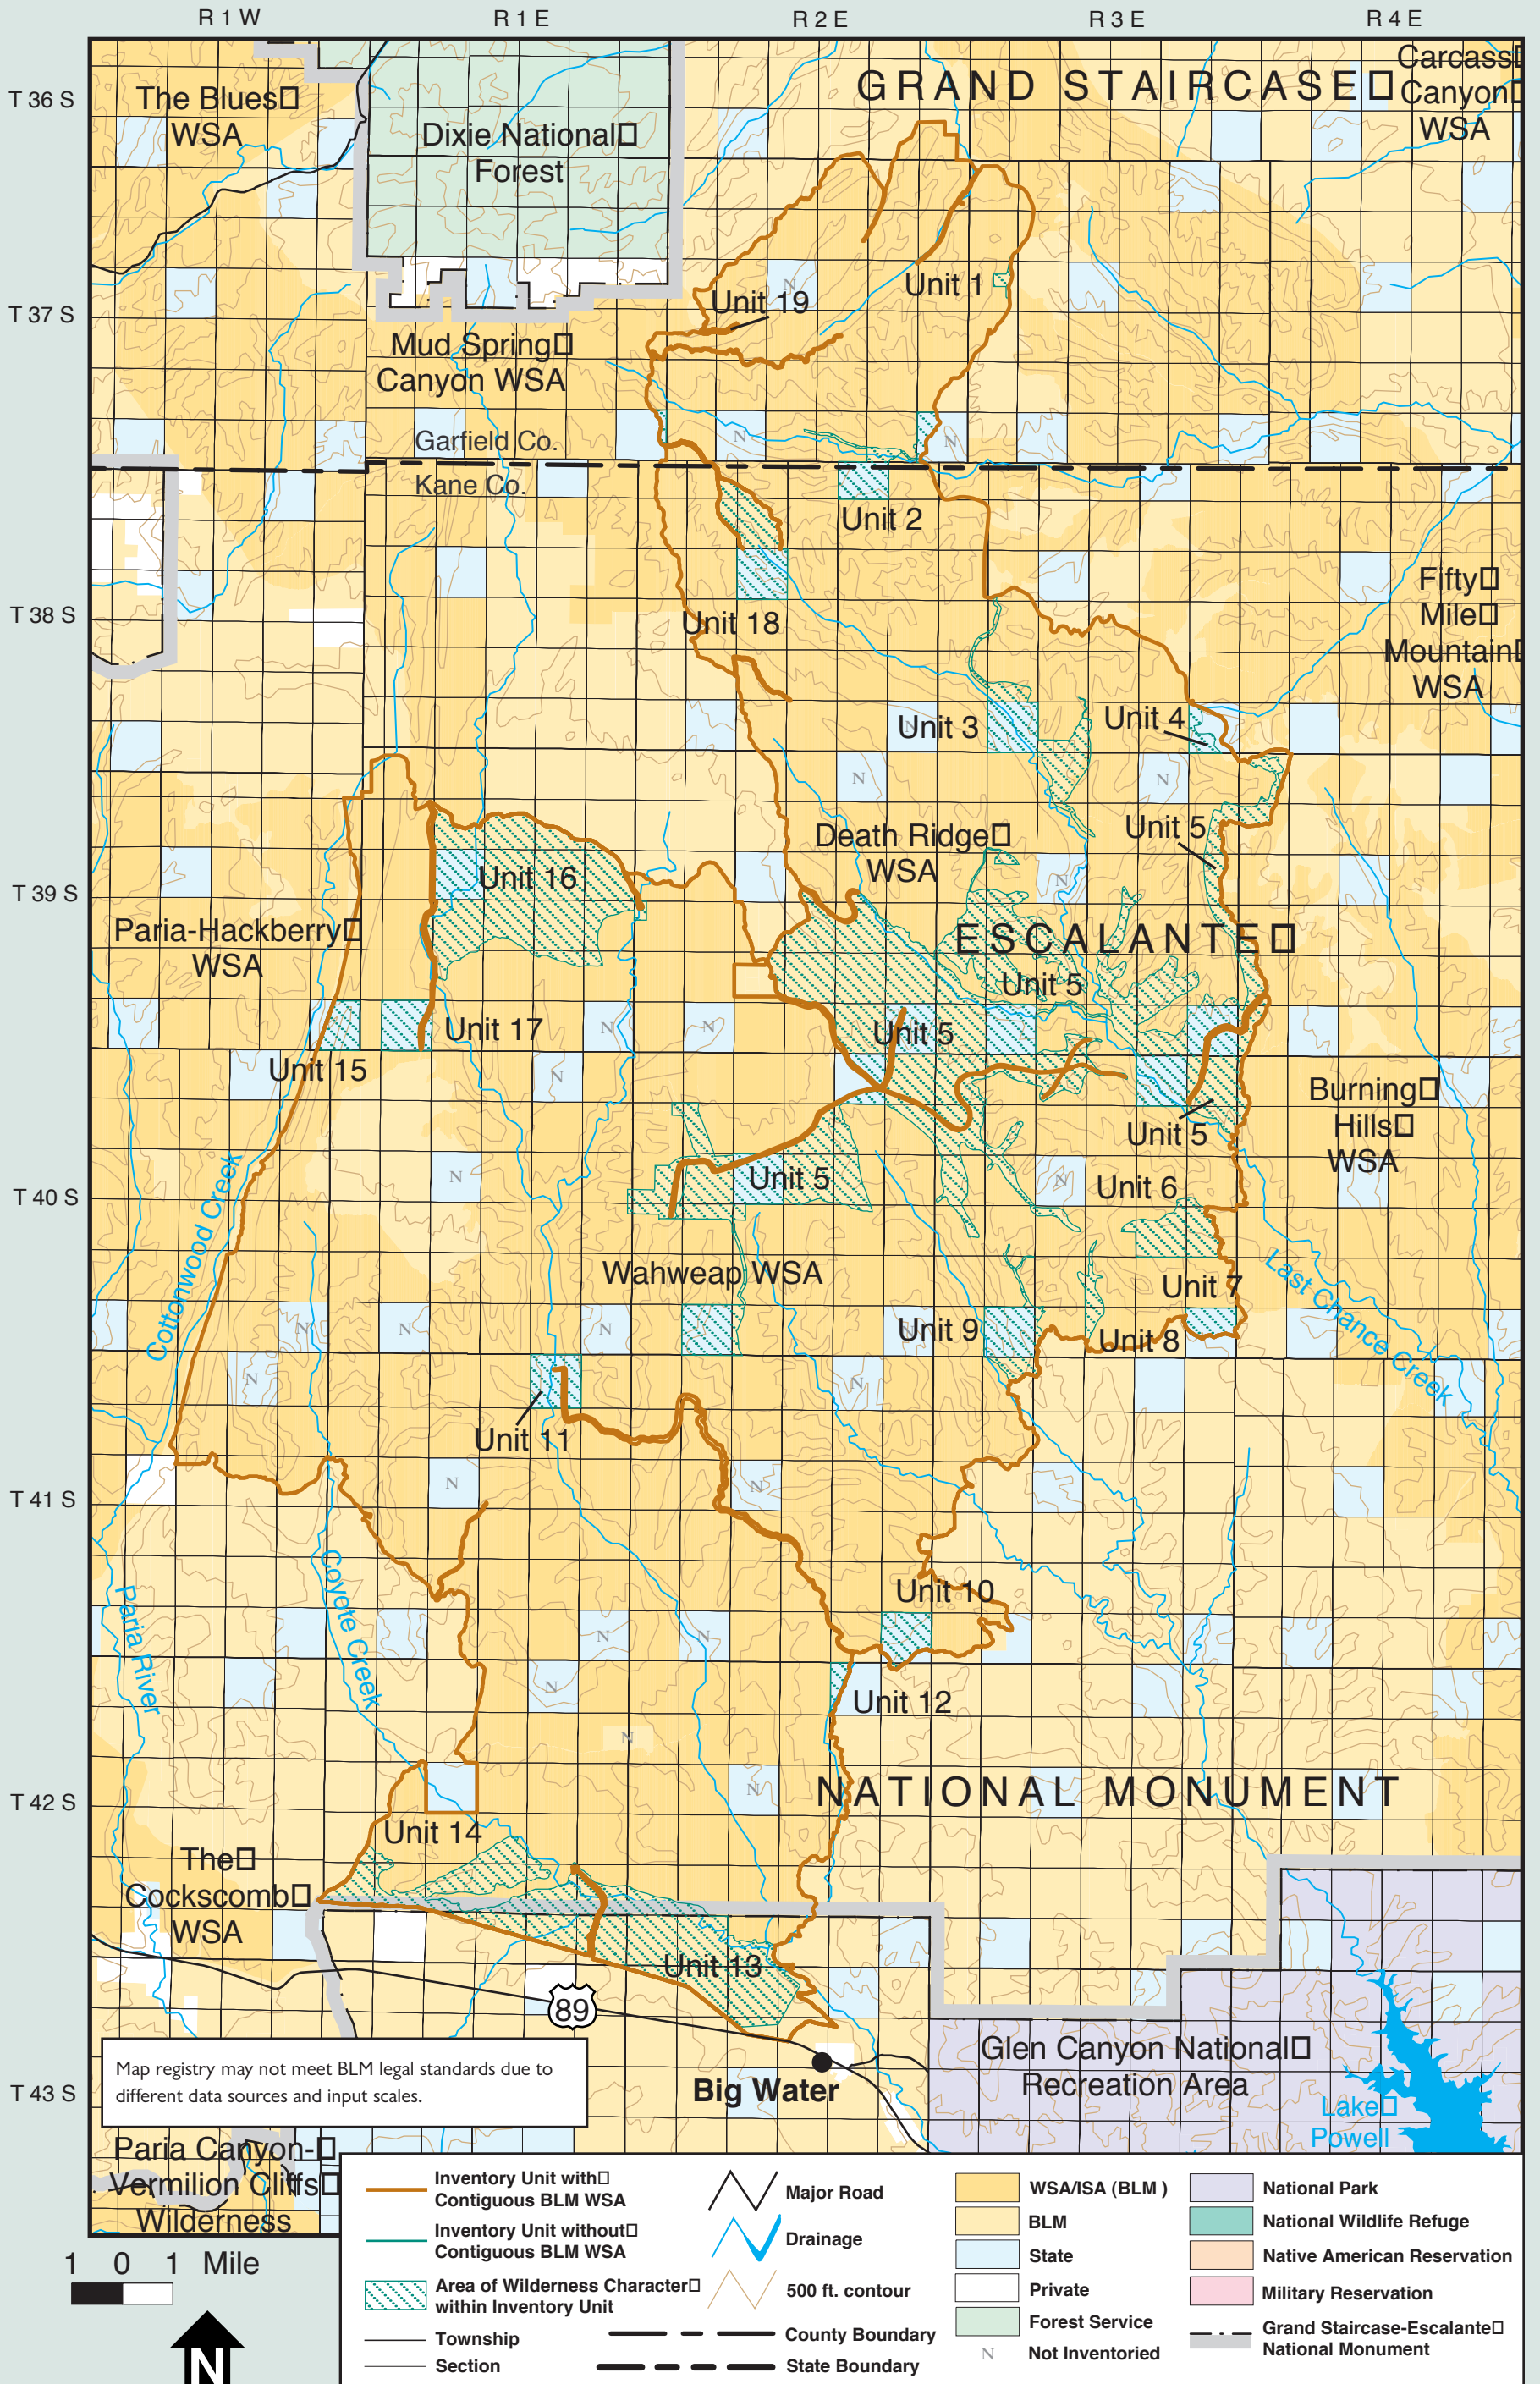 R 1 W
R 1 E
R 2 E
R 3 E
R 4 E
T 36 S
T 37 S
T 38 S
T 39 S
T 40 S
T 41 S
T 42 S
T 43 S
The Blues
WSA
Dixie National
Forest
GRAND STAIRCASE
Carcass
Canyon
WSA
Unit 1
Unit 19
Mud Spring
Canyon WSA
Garfield Co.
Kane Co.
Unit 2
Unit 18
Fifty
Mile
Mountain
WSA
Unit 3
Unit 4
Death Ridge
WSA
Unit 5
Unit 16
Paria-Hackberry
WSA
ESCALANTE
Unit 5
Unit 17
Unit 5
Unit 15
Burning
Hills
WSA
Unit 5
Unit 5
Unit 6
Cottonwood Creek
Wahweap WSA
Unit 7
Last Chance Creek
Unit 9
Unit 8
Unit 11
Coyote Creek
Paria River
Unit 10
Unit 12
NATIONAL MONUMENT
Unit 14
The
Cockscomb
WSA
Unit 13
89
Glen Canyon National
Recreation Area
Big Water
Lake
Powell
Map registry may not meet BLM legal standards due to
different data sources and input scales.
Paria Canyon-
Vermilion Cliffs
Wilderness
1 0 1 Mile
N
Inventory Unit with
Contiguous BLM WSA
Inventory Unit without
Contiguous BLM WSA
Area of Wilderness Character
within Inventory Unit
Township
Section
Major Road
Drainage
500 ft. contour
County Boundary
State Boundary
WSA/ISA (BLM )
BLM
State
Private
Forest Service
N Not Inventoried
National Park
National Wildlife Refuge
Native American Reservation
Military Reservation
Grand Staircase-Escalante
National Monument